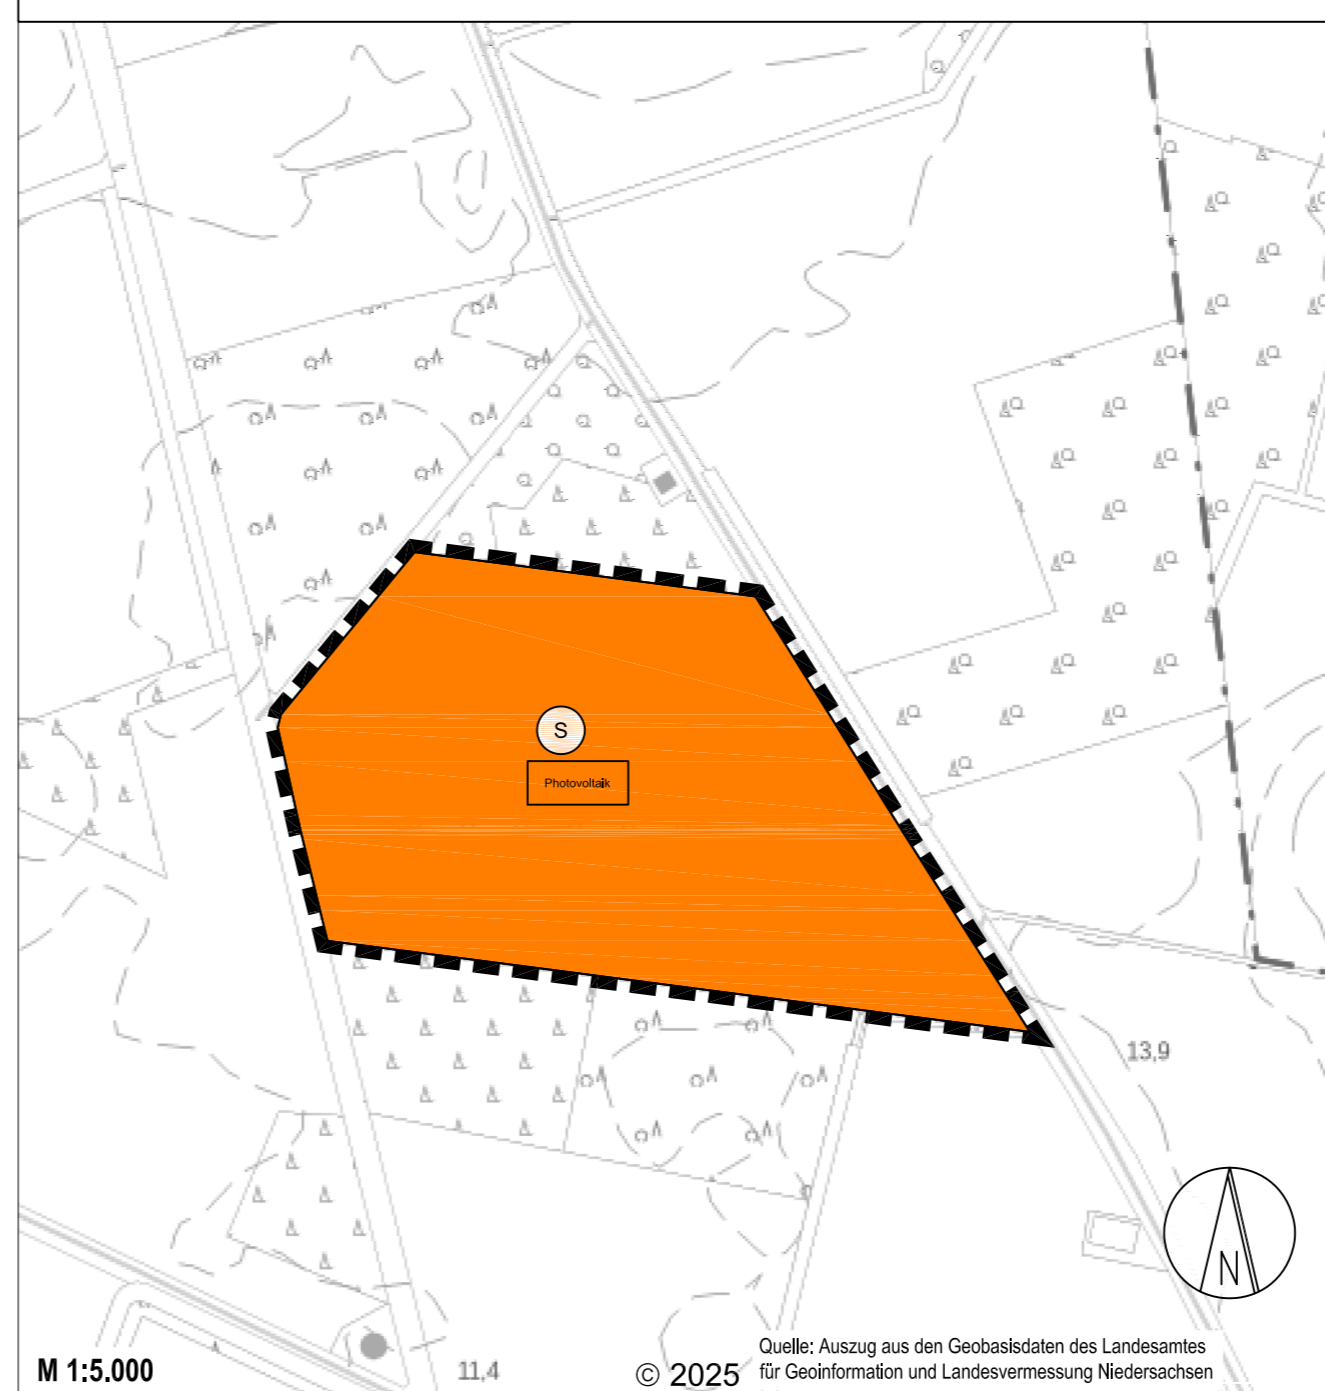 S
Photovoltaik
13,9
N
M 1:5.000
11,4
© 2025
Quelle: Auszug aus den Geobasisdaten des Landesamtes
für Geoinformation und Landesvermessung Niedersachsen